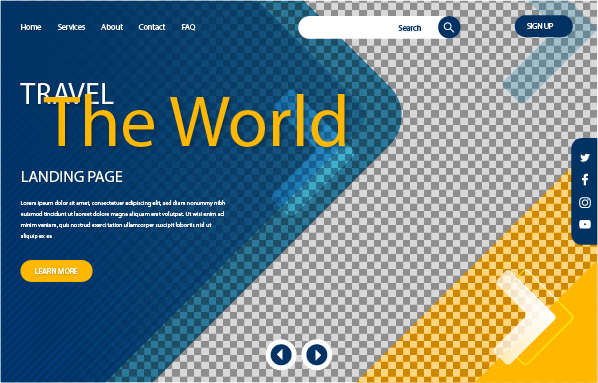 Home Services About Contact FAQ
Search
SIGN UP
TRAVEL
The World
LANDING PAGE
Lorem ipsum dolor sit amet, consectetuer adipiscing elit, sed diam nonummy nibh
euismod tincidunt ut laoreet dolore magna aliquam erat volutpat. Ut wisi enim ad
minim veniam, quis nostrud exerci tation ullamcorper suscipit lobortis nisl ut
aliquip ex ea
LEARN MORE